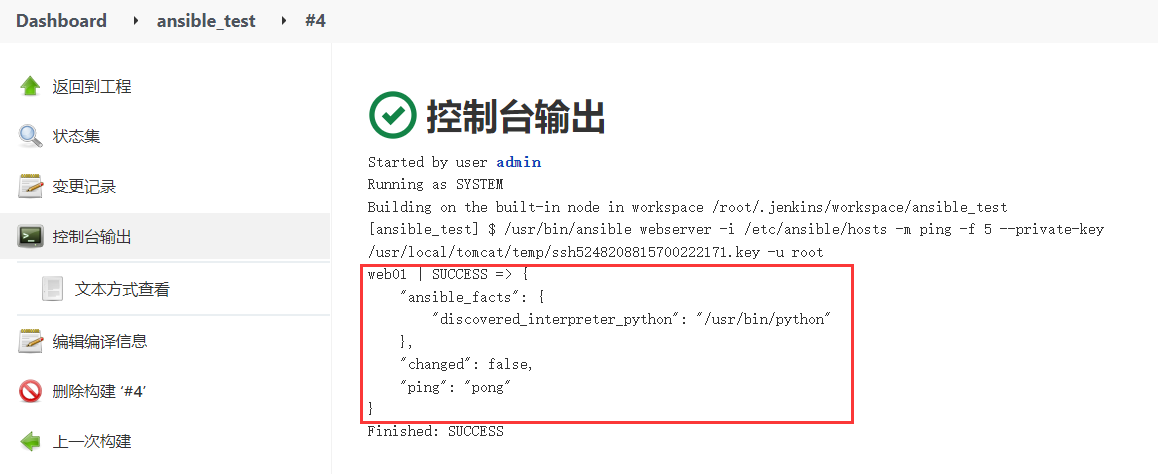 Dashboard ansible_test #4
返回到工程
状态集
变更记录
控制台输出
文本方式查看
编辑编译信息
删除构建 ‘#4’
上一次构建
控制台输出
Started by user admin
Running as SYSTEM
Building on the built-in node in workspace /root/.jenkins/workspace/ansible_test
[ansible_test] $ /usr/bin/ansible webserver -i /etc/ansible/hosts -m ping -f 5 --private-key
/usr/local/tomcat/temp/ssh5248208815700222171.key -u root
web01 | SUCCESS => {
    "ansible_facts": {
        "discovered_interpreter_python": "/usr/bin/python"
    },
    "changed": false,
    "ping": "pong"
}
Finished: SUCCESS